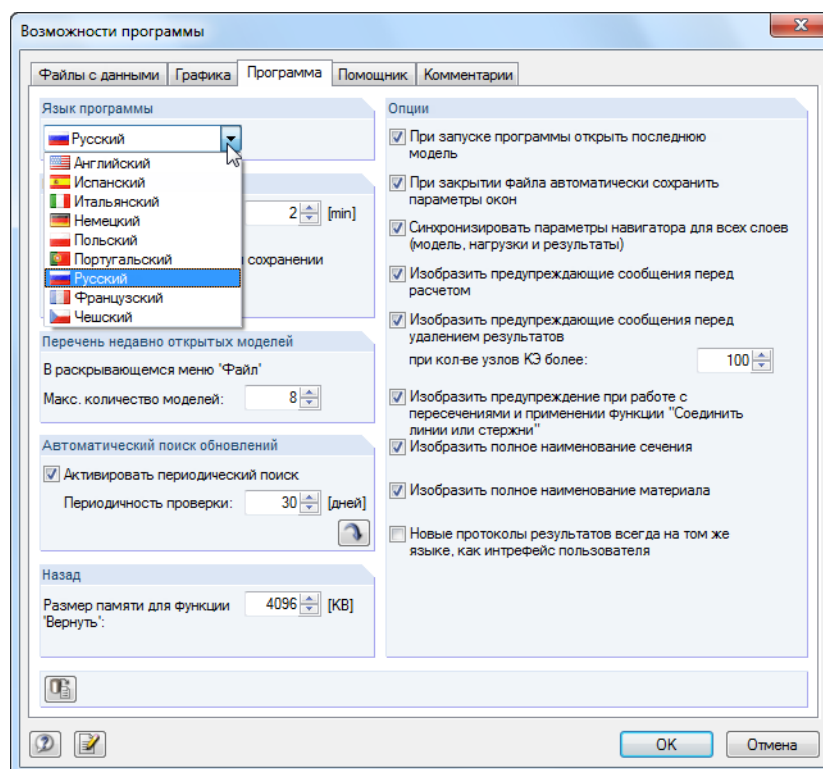 Возможности программы
Файлы с данными
Графика
Программа
Помощник
Комментарии
Язык программы
Русский
Английский
Испанский
Итальянский
Немецкий
Польский
Португальский
Русский
Французский
Чешский
2 [min]
сохранении
Перечень недавно открытых моделей
В раскрывающемся меню 'Файл'
Макс. количество моделей: 8
Автоматический поиск обновлений
Активировать периодический поиск
Периодичность проверки: 30 [дней]
Назад
Размер памяти для функции 4096 [KB]
'Вернуть':
Опции
При запуске программы открыть последнюю
модель
При закрытии файла автоматически сохранить
параметры окон
Синхронизировать параметры навигатора для всех слоев
(модель, нагрузки и результаты)
Изобразить предупреждающие сообщения перед
расчетом
Изобразить предупреждающие сообщения перед
удалением результатов
при кол-ве узлов КЭ более: 100
Изобразить предупреждение при работе с
пересечениями и применении функции "Соединить
линии или стержни"
Изобразить полное наименование сечения
Изобразить полное наименование материала
Новые протоколы результатов всегда на том же
языке, как интрефейс пользователя
OK
Отмена